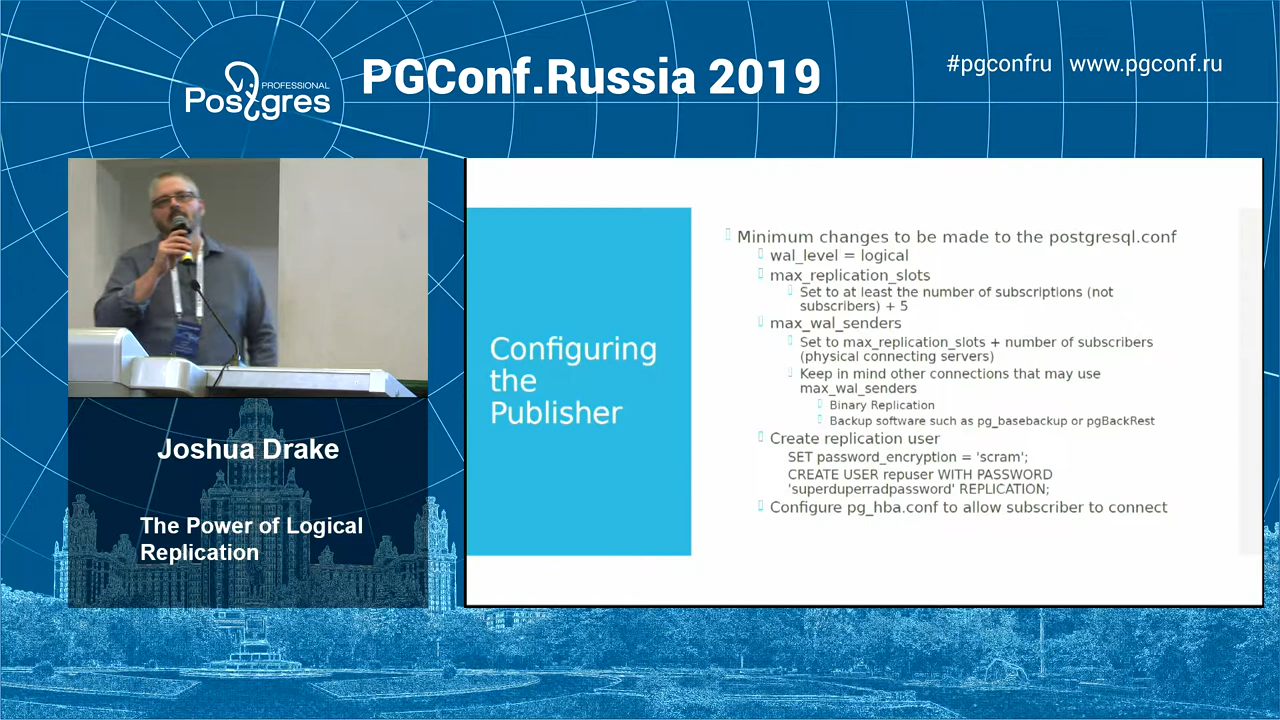 PROFESSIONAL
Postgres
PGConf.Russia 2019
#pgconfru www.pgconf.ru
Joshua Drake
The Power of Logical
Replication
Configuring
the
Publisher
Minimum changes to be made to the postgresql.conf
wal_level = logical
max_replication_slots
Set to at least the number of subscriptions (not
subscribers) + 5
max_wal_senders
Set to max_replication_slots + number of subscribers
(physical connecting servers)
Keep in mind other connections that may use
max_wal_senders
Binary Replication
Backup software such as pg_basebackup or pgBackRest
Create replication user
SET password_encryption = 'scram';
CREATE USER repuser WITH PASSWORD
'superduperradpassword' REPLICATION;
Configure pg_hba.conf to allow subscriber to connect